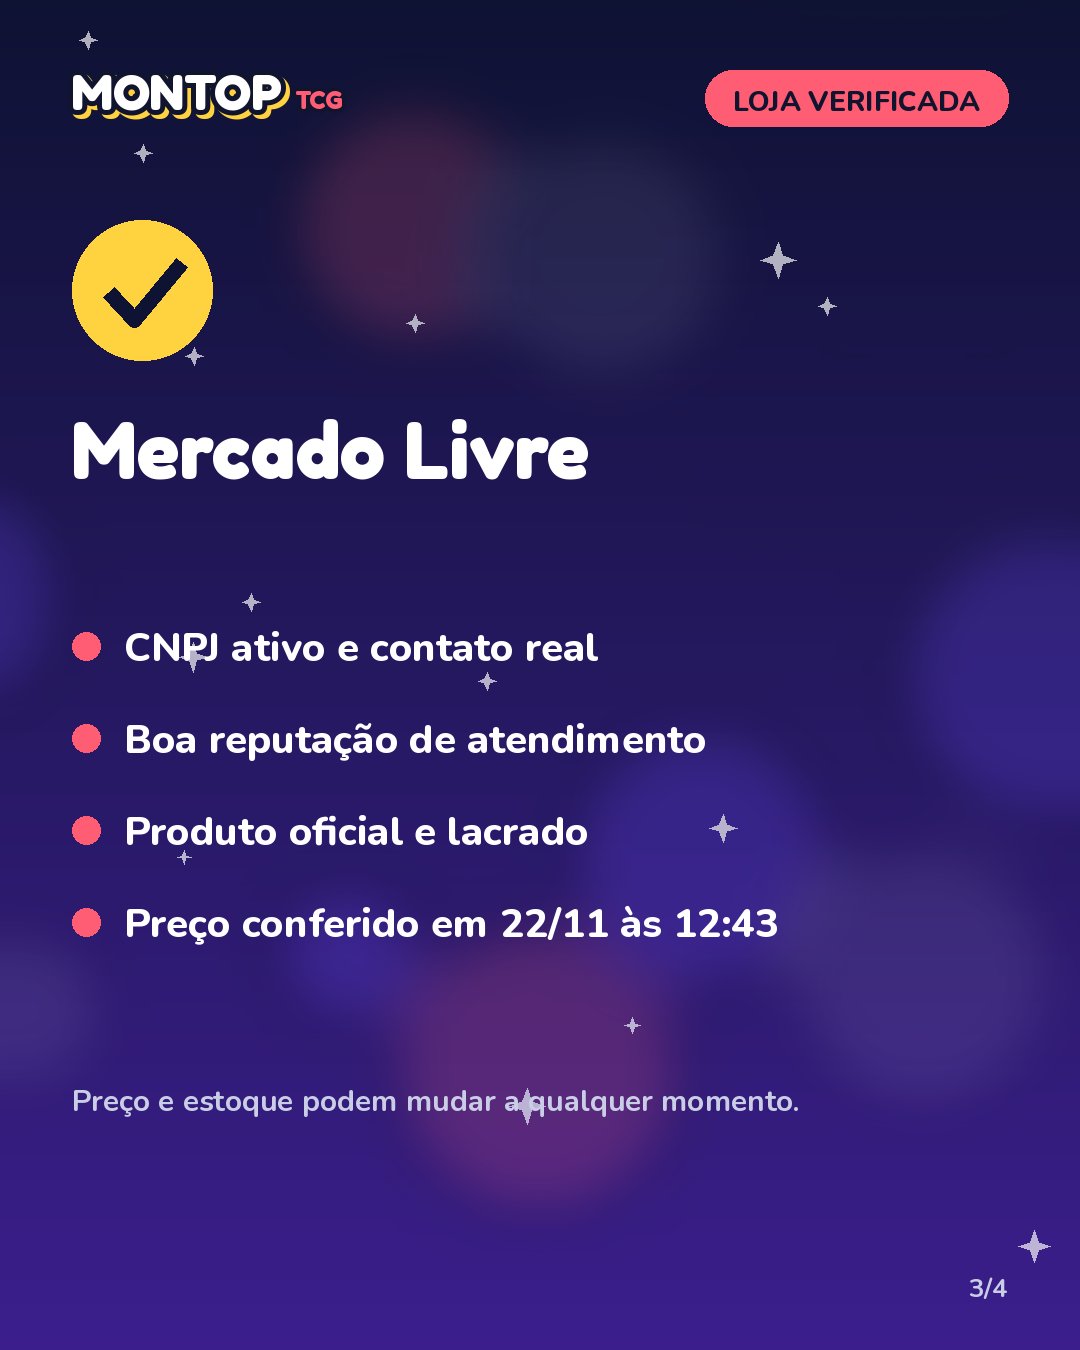 MONTOP TCG
LOJA VERIFICADA
Mercado Livre
CNPJ ativo e contato real
Boa reputação de atendimento
Produto oficial e lacrado
Preço conferido em 22/11 às 12:43
Preço e estoque podem mudar a qualquer momento.
3/4